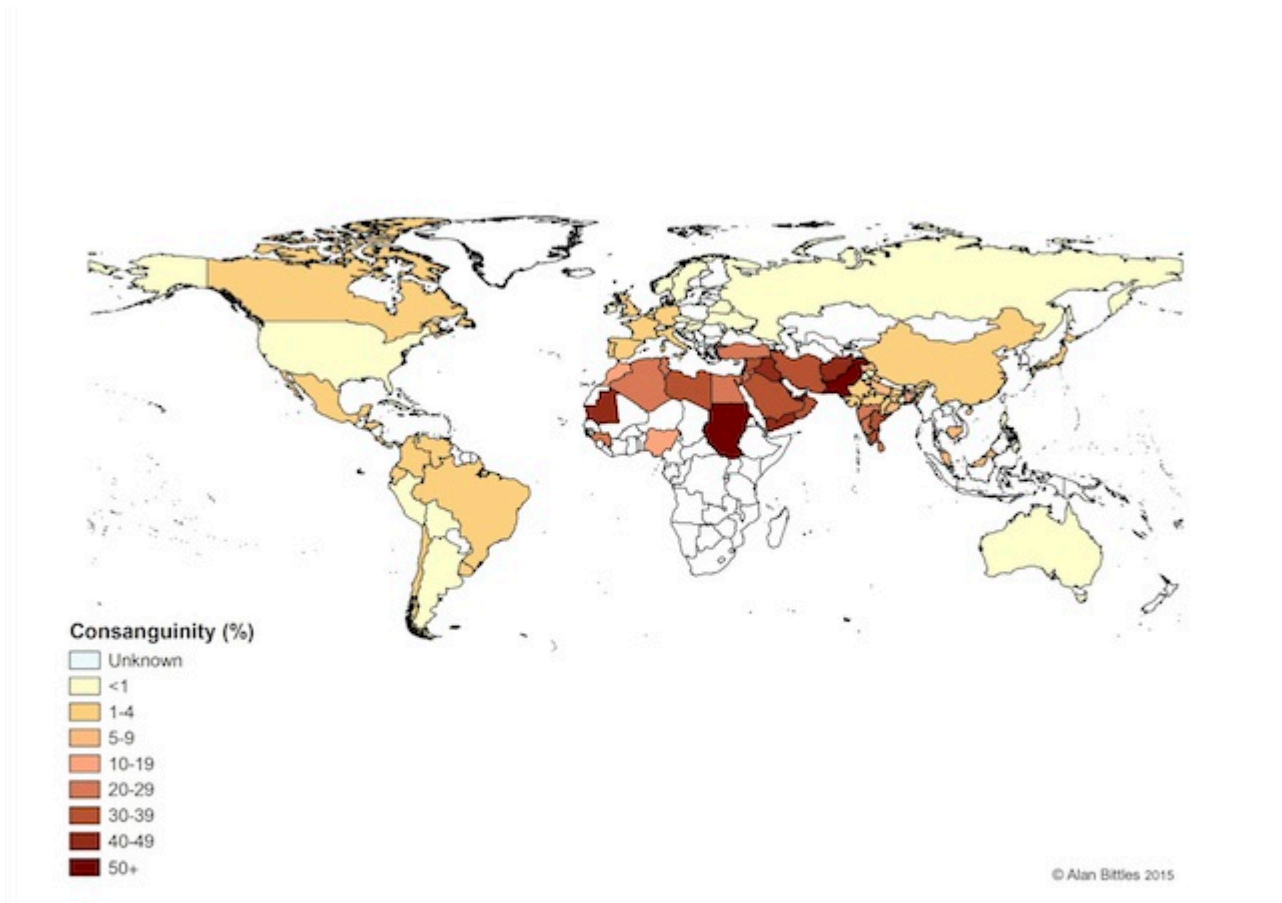 Consanguinity (%)
Unknown
<1
1-4
5-9
10-19
20-29
30-39
40-49
50+
© Alan Bittles 2015